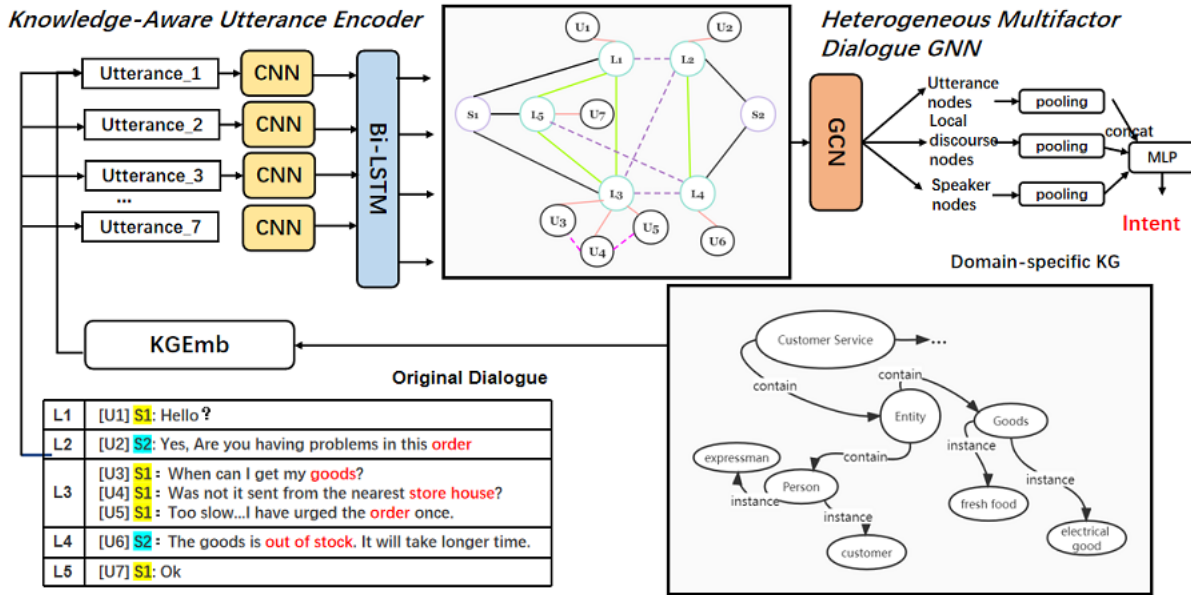 Knowledge-Aware Utterance Encoder
Heterogeneous Multifactor
Dialogue GNN
Utterance_1
CNN
Utterance_2
CNN
Utterance_3
CNN
...
Utterance_7
CNN
Bi-LSTM
U1
U2
L1
L2
S1
L5
U7
S2
L3
L4
U3
U4
U5
U6
GCN
Utterance
nodes
Local
discourse
nodes
Speaker
nodes
pooling
pooling
pooling
concat
MLP
Intent
Domain-specific KG
KGEmb
Customer Service
...
contain
contain
Entity
Goods
contain
instance
instance
expressman
Person
instance
instance
fresh food
customer
electrical
good
Original Dialogue
L1 [U1] S1: Hello?
L2 [U2] S2: Yes, Are you having problems in this order
L3
[U3] S1: When can I get my goods?
[U4] S1: Was not it sent from the nearest store house?
[U5] S1: Too slow...I have urged the order once.
L4 [U6] S2: The goods is out of stock. It will take longer time.
L5 [U7] S1: Ok